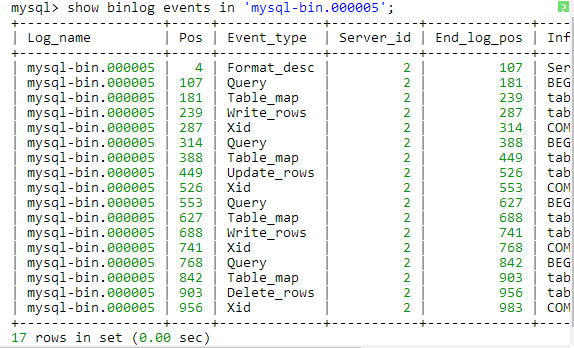 mysql> show binlog events in 'mysql-bin.000005';
+------------------+-----+-------------+-----------+-------------+----
| Log_name         | Pos | Event_type  | Server_id | End_log_pos | Inf
+------------------+-----+-------------+-----------+-------------+----
| mysql-bin.000005 |   4 | Format_desc |         2 |         107 | Ser
| mysql-bin.000005 | 107 | Query       |         2 |         181 | BEG
| mysql-bin.000005 | 181 | Table_map   |         2 |         239 | tab
| mysql-bin.000005 | 239 | Write_rows  |         2 |         287 | tab
| mysql-bin.000005 | 287 | Xid         |         2 |         314 | COM
| mysql-bin.000005 | 314 | Query       |         2 |         388 | BEG
| mysql-bin.000005 | 388 | Table_map   |         2 |         449 | tab
| mysql-bin.000005 | 449 | Update_rows |         2 |         526 | tab
| mysql-bin.000005 | 526 | Xid         |         2 |         553 | COM
| mysql-bin.000005 | 553 | Query       |         2 |         627 | BEG
| mysql-bin.000005 | 627 | Table_map   |         2 |         688 | tab
| mysql-bin.000005 | 688 | Write_rows  |         2 |         741 | tab
| mysql-bin.000005 | 741 | Xid         |         2 |         768 | COM
| mysql-bin.000005 | 768 | Query       |         2 |         842 | BEG
| mysql-bin.000005 | 842 | Table_map   |         2 |         903 | tab
| mysql-bin.000005 | 903 | Delete_rows |         2 |         956 | tab
| mysql-bin.000005 | 956 | Xid         |         2 |         983 | COM
+------------------+-----+-------------+-----------+-------------+----
17 rows in set (0.00 sec)